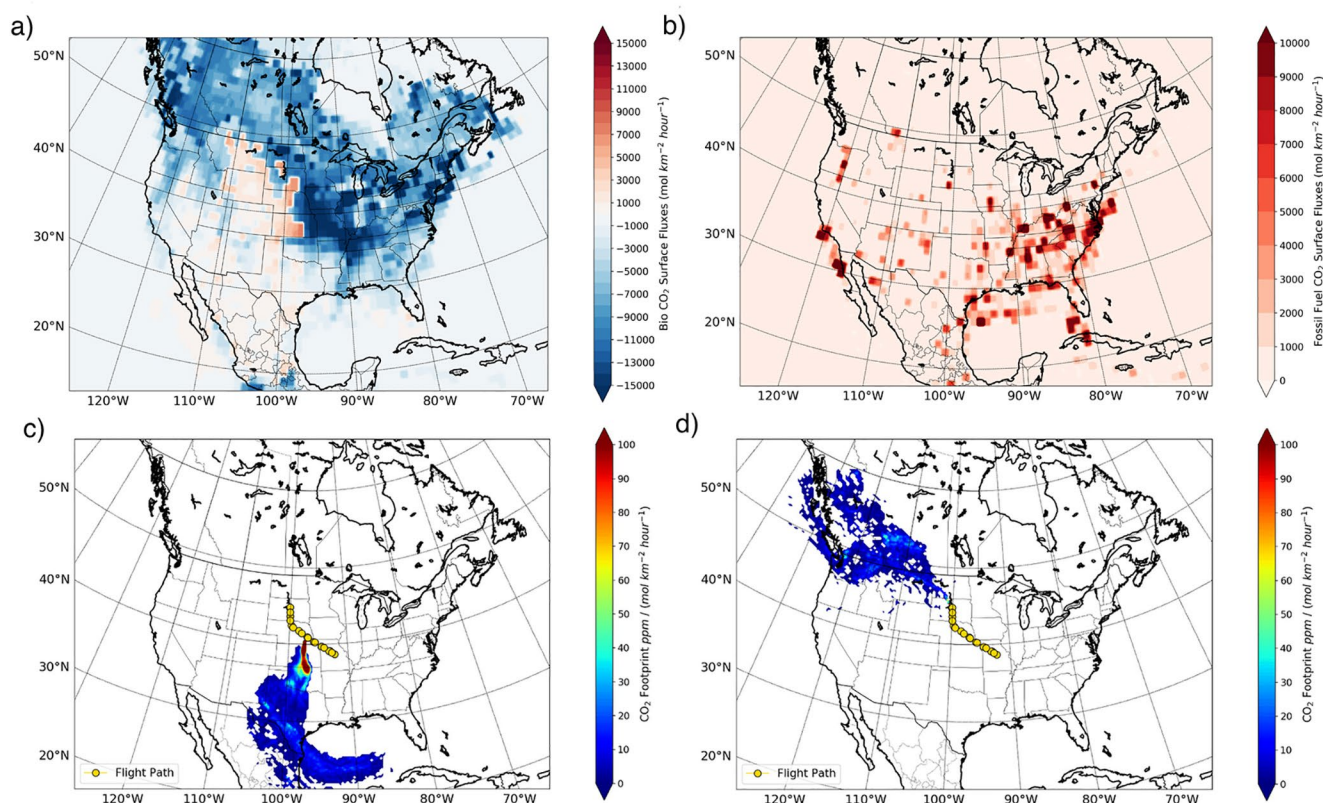 a)
50°N
40°N
30°N
20°N
120°W 110°W 100°W 90°W 80°W 70°W
15000
13000
11000
9000
7000
5000
3000
1000
−1000
−3000
−5000
−7000
−9000
−11000
−13000
−15000
Bio CO₂ Surface Fluxes (mol km⁻² hour⁻¹)
b)
50°N
40°N
30°N
20°N
120°W 110°W 100°W 90°W 80°W 70°W
10000
9000
8000
7000
6000
5000
4000
3000
2000
1000
0
Fossil Fuel CO₂ Surface Fluxes (mol km⁻² hour⁻¹)
c)
50°N
40°N
30°N
20°N
Flight Path
120°W 110°W 100°W 90°W 80°W 70°W
100
90
80
70
60
50
40
30
20
10
0
CO₂ Footprint ppm / (mol km⁻² hour⁻¹)
d)
50°N
40°N
30°N
20°N
Flight Path
120°W 110°W 100°W 90°W 80°W 70°W
100
90
80
70
60
50
40
30
20
10
0
CO₂ Footprint ppm / (mol km⁻² hour⁻¹)